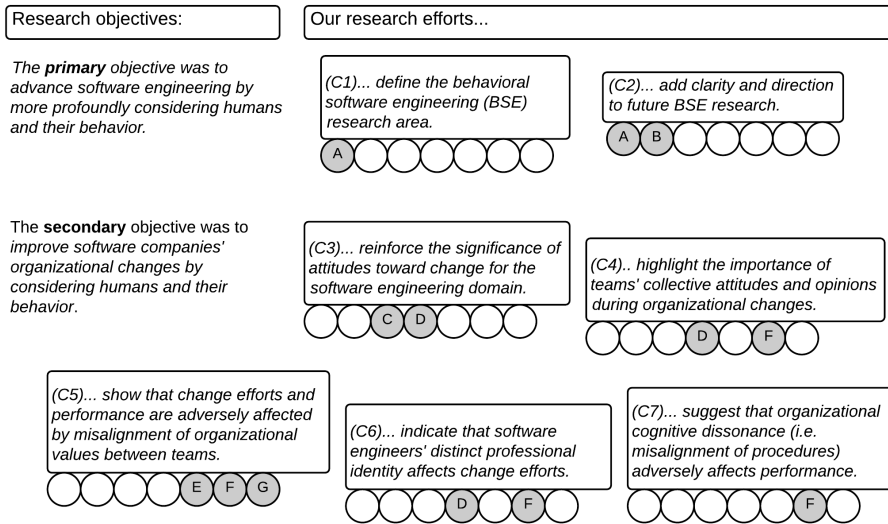 Research objectives:
Our research efforts...
The primary objective was to
advance software engineering by
more profoundly considering humans
and their behavior.
(C1)... define the behavioral
software engineering (BSE)
research area.
A
(C2)... add clarity and direction
to future BSE research.
A B
The secondary objective was to
improve software companies'
organizational changes by
considering humans and their
behavior.
(C3)... reinforce the significance of
attitudes toward change for the
software engineering domain.
C D
(C4).. highlight the importance of
teams' collective attitudes and opinions
during organizational changes.
D F
(C5)... show that change efforts and
performance are adversely affected
by misalignment of organizational
values between teams.
E F G
(C6)... indicate that software
engineers' distinct professional
identity affects change efforts.
D F
(C7)... suggest that organizational
cognitive dissonance (i.e.
misalignment of procedures)
adversely affects performance.
F